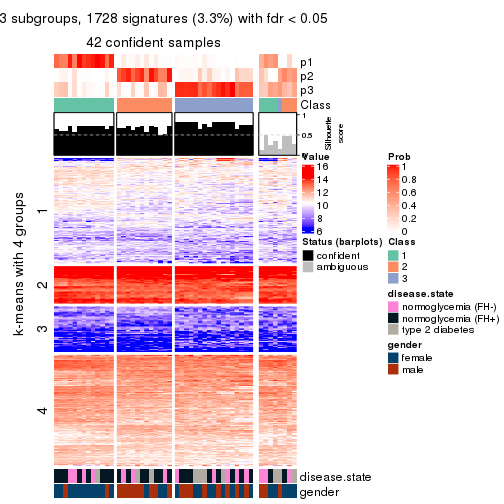 3 subgroups, 1728 signatures (3.3%) with fdr < 0.05
42 confident samples
p1
p2
p3
Class
1
0.5
0
Silhouette
score
k-means with 4 groups
1
2
3
4
disease.state
gender
Value
16
14
12
10
8
6
Status (barplots)
confident
ambiguous
Prob
1
0.8
0.6
0.4
0.2
0
Class
1
2
3
disease.state
normoglycemia (FH-)
normoglycemia (FH+)
type 2 diabetes
gender
female
male